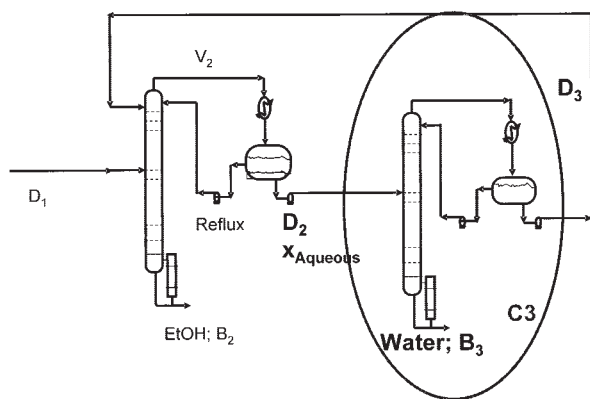 V2
D3
D1
Reflux
D2
xAqueous
C3
EtOH; B2
Water; B3